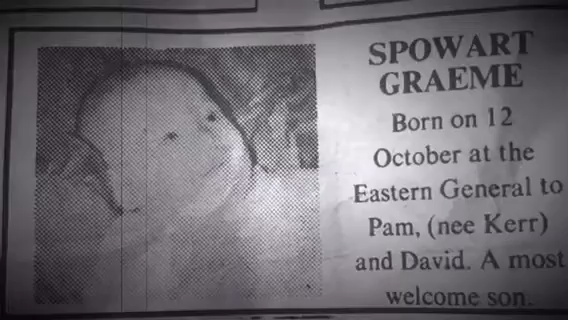 SPOWART
GRAEME
Born on 12
October at the
Eastern General to
Pam, (nee Kerr)
and David. A most
welcome son.